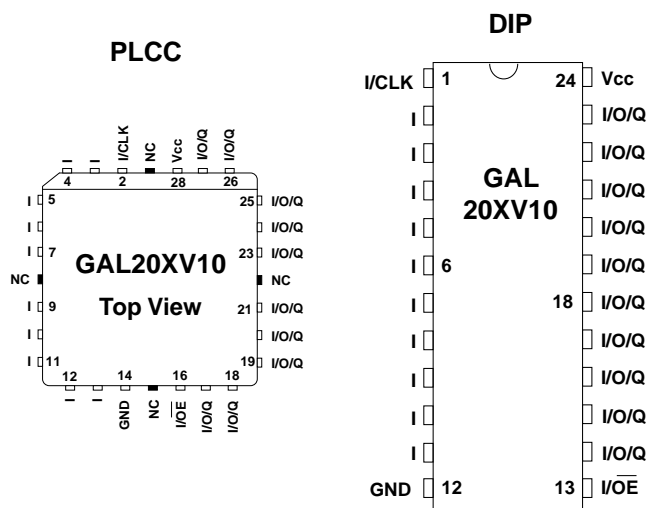 PLCC
I
I
I/CLK
NC
Vcc
I/O/Q
I/O/Q
4
2
28
26
I
5
25
I/O/Q
I
I/O/Q
I
7
23
I/O/Q
NC
GAL20XV10
NC
I
9
Top View
21
I/O/Q
I
I/O/Q
I
11
19
I/O/Q
12
14
16
18
I
I
GND
NC
I/OE
I/O/Q
I/O/Q
DIP
I/CLK 1 24 Vcc
I I/O/Q
I I/O/Q
GAL
I I/O/Q
20XV10
I I/O/Q
I 6 I/O/Q
I 18 I/O/Q
I I/O/Q
I I/O/Q
I I/O/Q
I I/O/Q
GND 12 13 I/OE